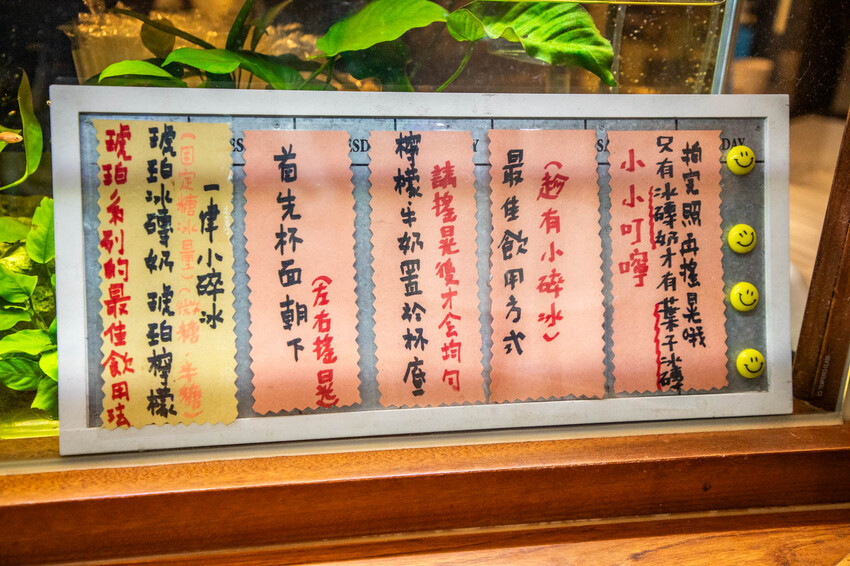 琥珀系列的最佳飲用法
琥珀冰磚奶 琥珀檸檬
(固定糖冰量)(微糖、半糖)
一律小碎冰
首先杯面朝下
(左右搖晃)
檸檬、牛奶置於杯底
請搖晃後才会均勻
最佳飲用方式
(趁有小碎冰)
小小叮嚀
只有冰磚奶才有葉子冰磚
拍完照再搖晃哦
DAY